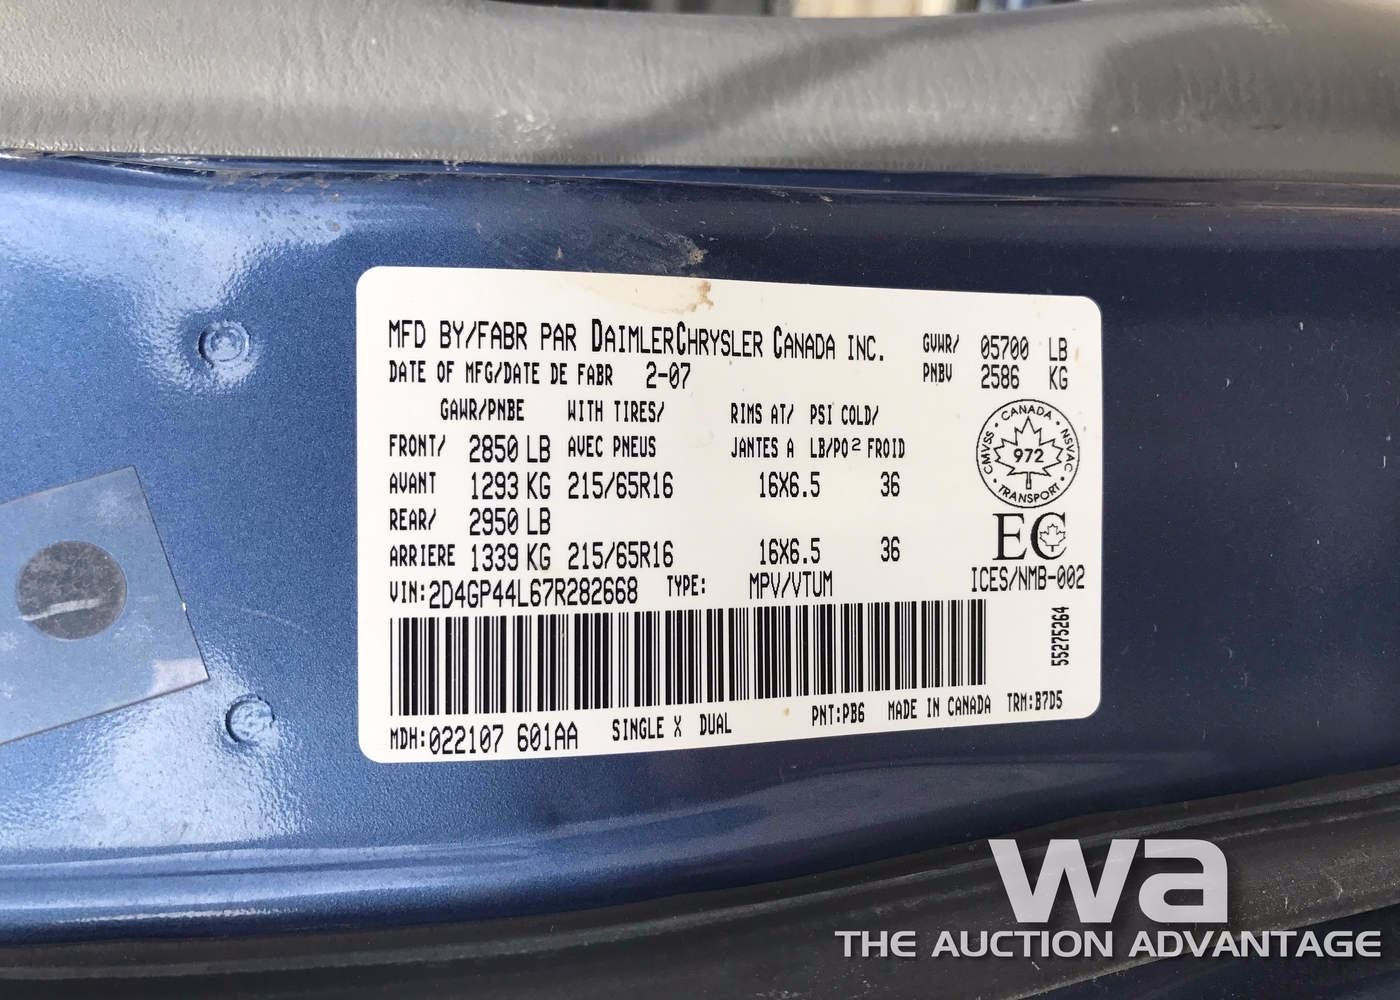 MFD BY/FABR PAR DAIMLERCHRYSLER CANADA INC.
GVWR/ 05700 LB
DATE OF MFG/DATE DE FABR 2-07
PNBV 2586 KG
GAWR/PNBE WITH TIRES/ RIMS AT/ PSI COLD/
FRONT/ 2850 LB AVEC PNEUS JANTES A LB/PO² FROID
AVANT 1293 KG 215/65R16 16X6.5 36
REAR/ 2950 LB
ARRIERE 1339 KG 215/65R16 16X6.5 36
CANADA
CMVSS 972 NSVAC
TRANSPORT
EC
ICES/NMB-002
VIN:2D4GP44L67R282668 TYPE: MPV/VTUM
55275264
MDH:022107 601AA SINGLE X DUAL PNT:PB6 MADE IN CANADA TRM:B7D5
wa
THE AUCTION ADVANTAGE